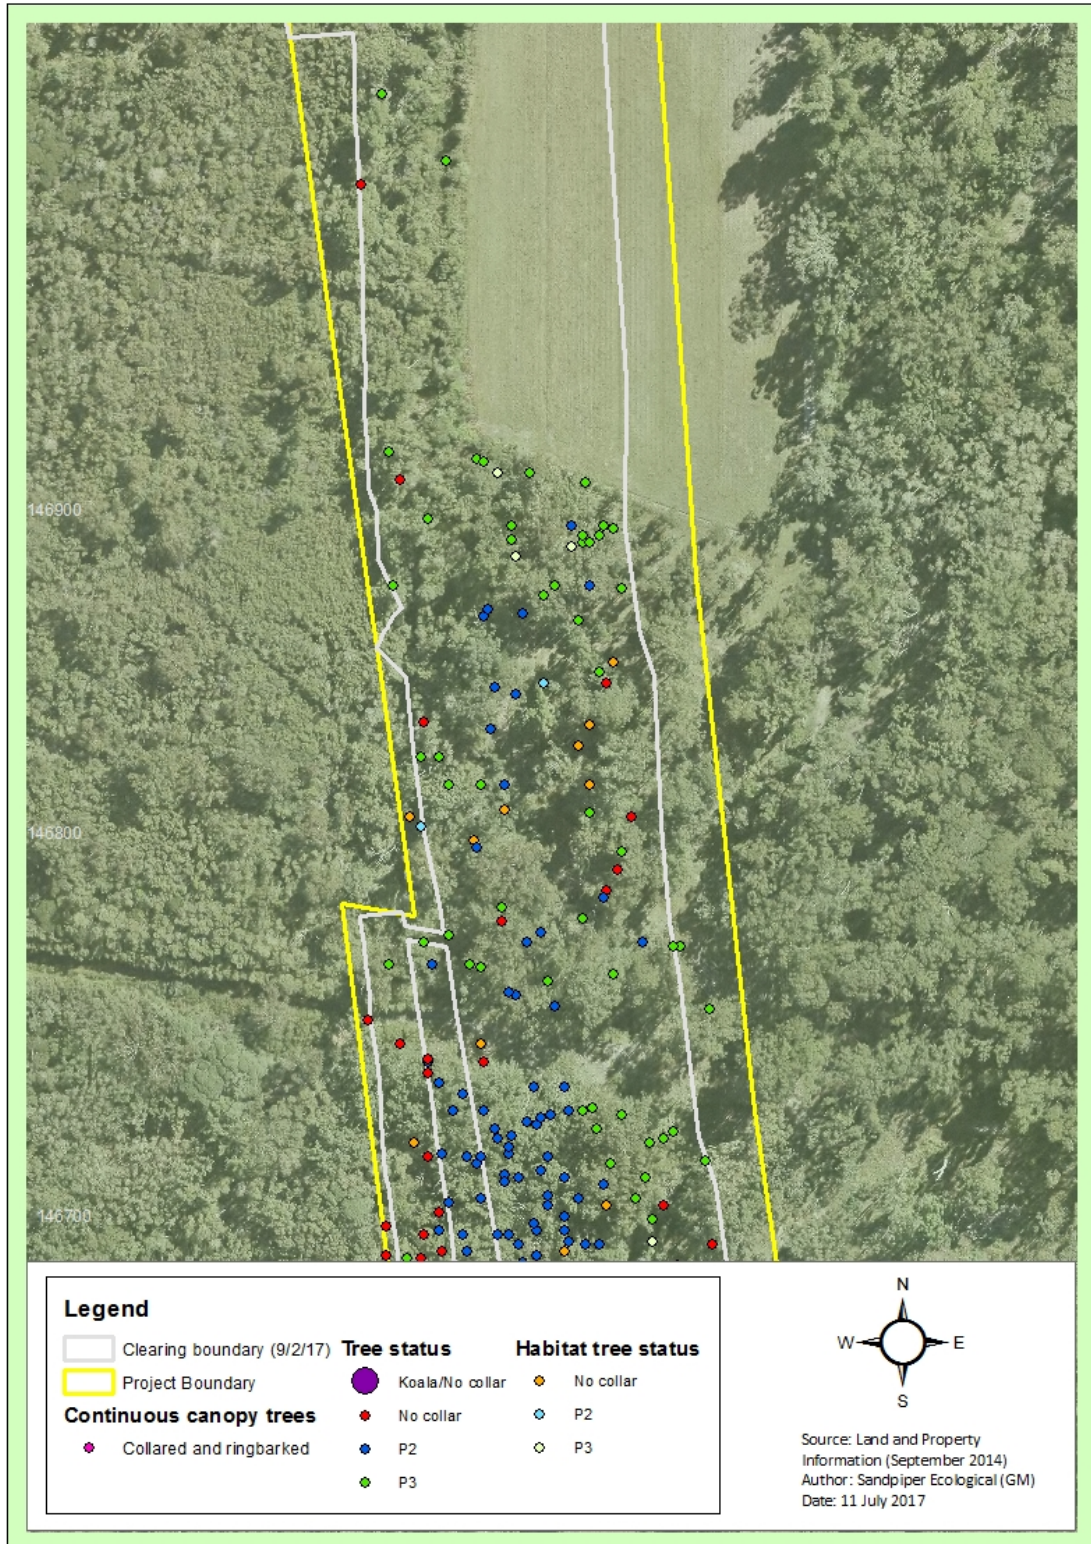 146900
146800
146700
Legend
Clearing boundary (9/2/17)
Project Boundary
Continuous canopy trees
Collared and ringbarked
Tree status
Koala/No collar
No collar
P2
P3
Habitat tree status
No collar
P2
P3
N
W
E
S
Source: Land and Property
Information (September 2014)
Author: Sandpiper Ecological (GM)
Date: 11 July 2017